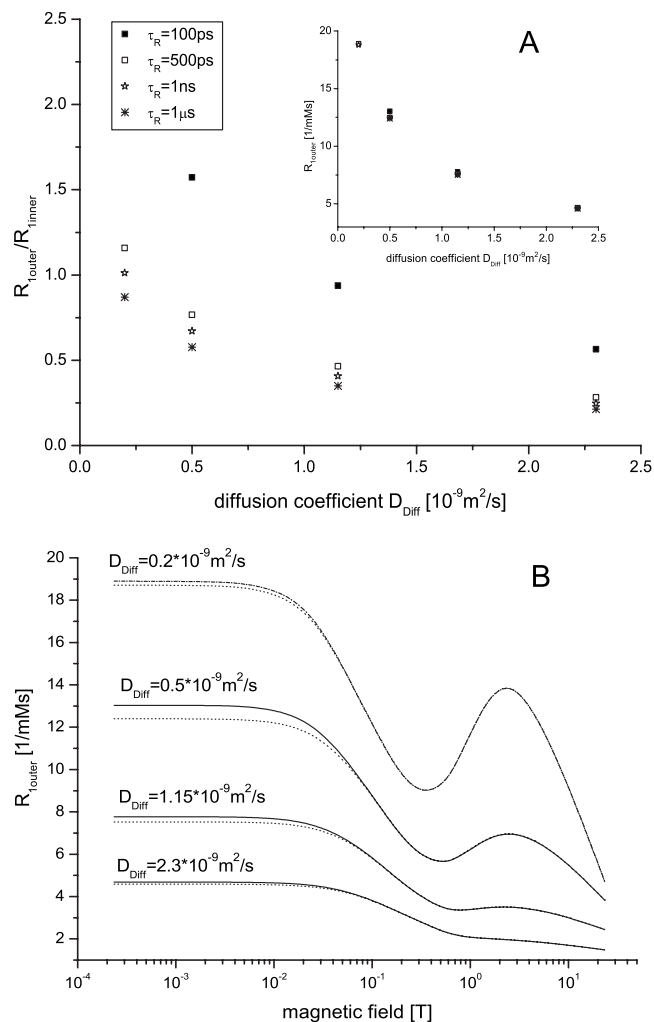 A
τR=100ps
τR=500ps
τR=1ns
τR=1μs
R1outer/R1inner
2.5
2.0
1.5
1.0
0.5
0.0
0.0 0.5 1.0 1.5 2.0 2.5
diffusion coefficient DDiff [10-9m2/s]
R1outer [1/mMs]
20
15
10
5
0.0 0.5 1.0 1.5 2.0 2.5
diffusion coefficient DDiff [10-9m2/s]
B
DDiff=0.2*10-9m2/s
DDiff=0.5*10-9m2/s
DDiff=1.15*10-9m2/s
DDiff=2.3*10-9m2/s
R1outer [1/mMs]
20
18
16
14
12
10
8
6
4
2
10-4 10-3 10-2 10-1 100 101
magnetic field [T]